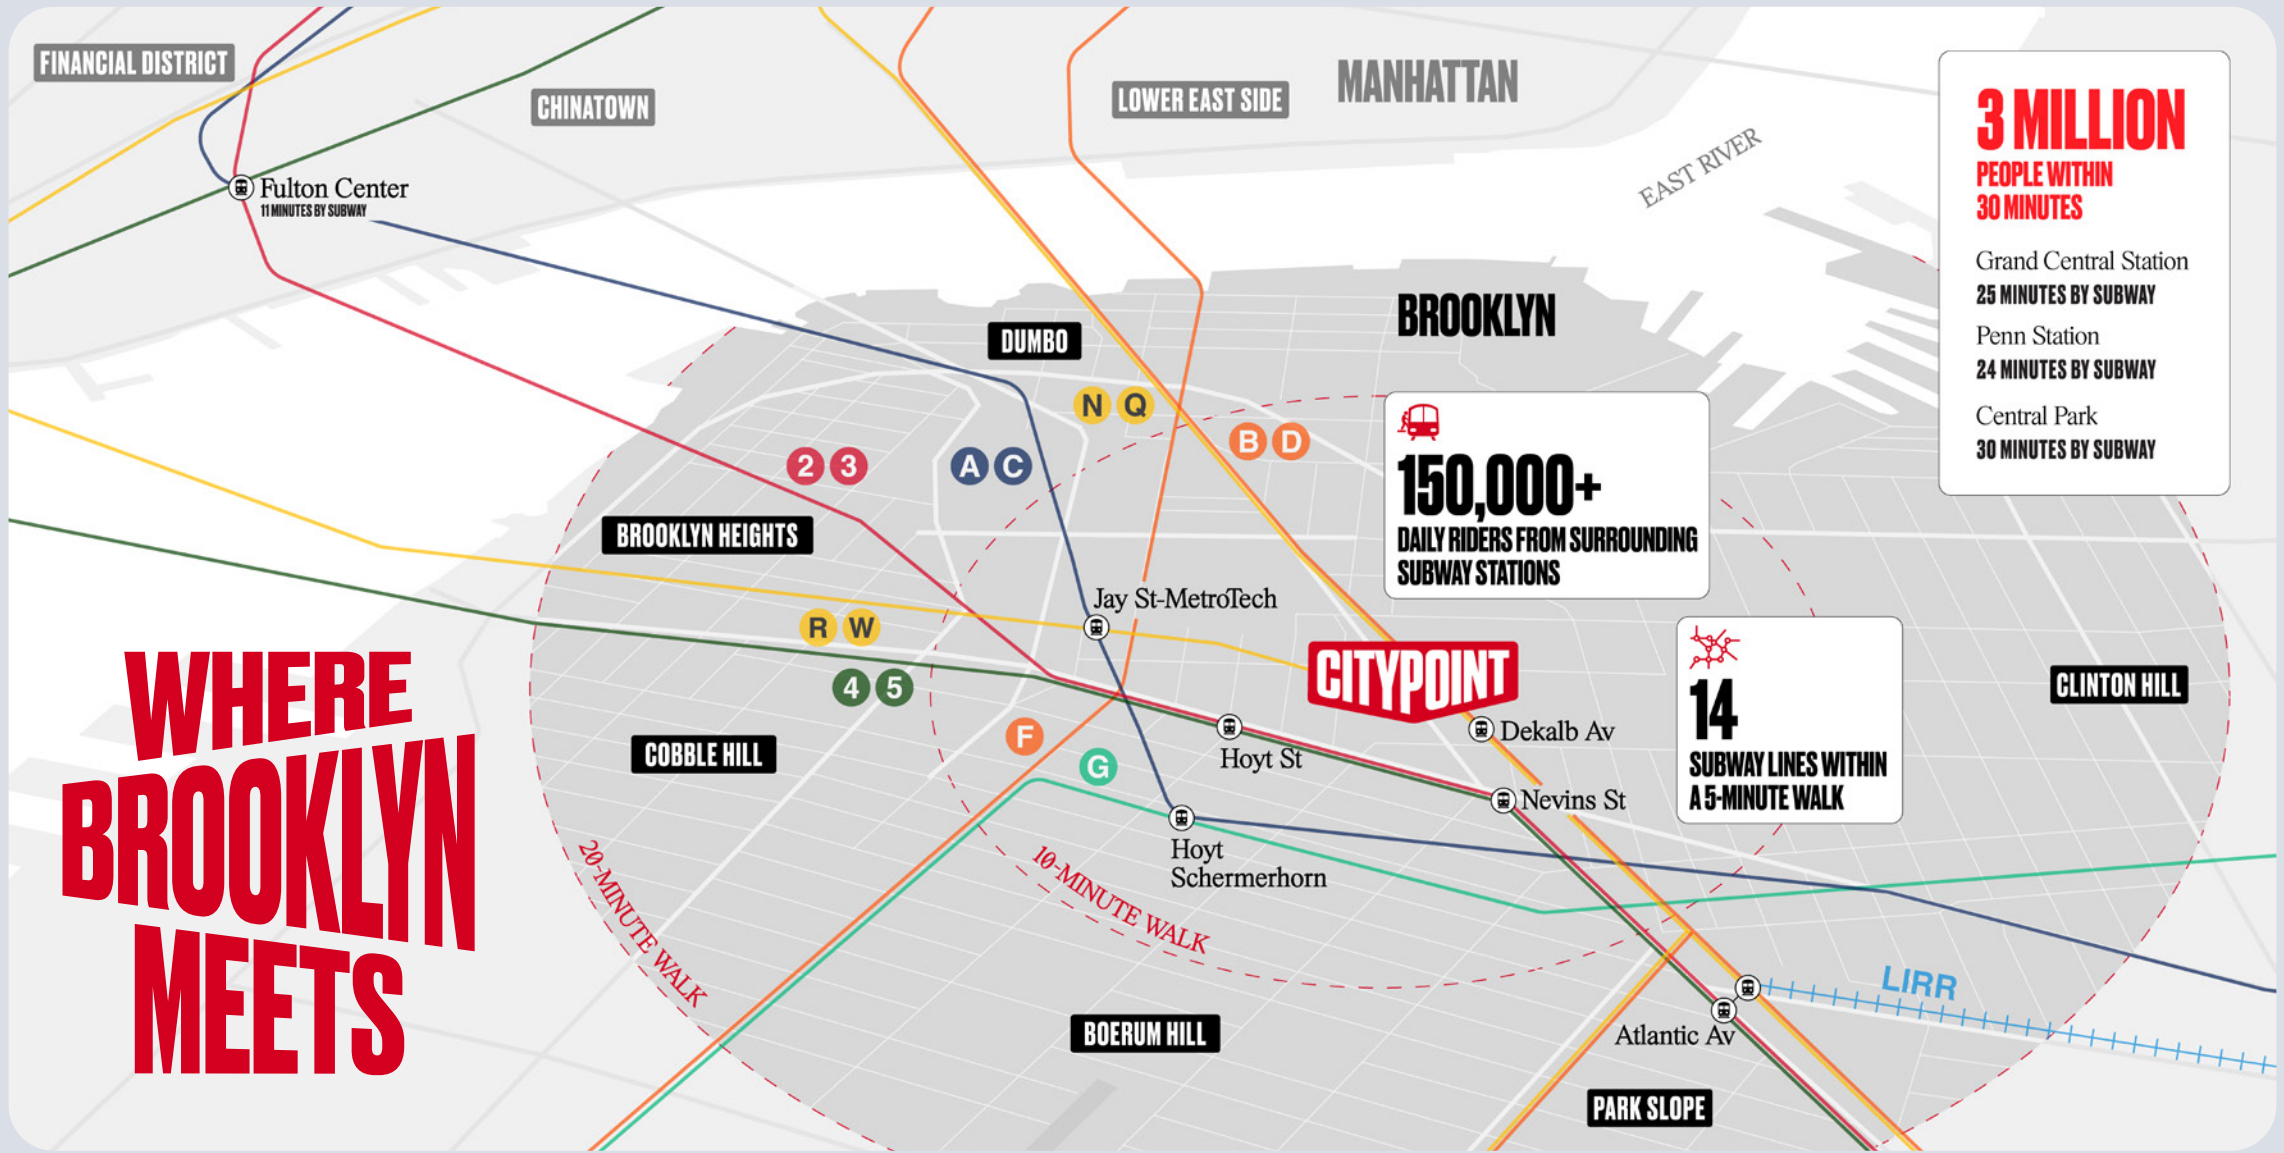 FINANCIAL DISTRICT
CHINATOWN
LOWER EAST SIDE
MANHATTAN
EAST RIVER
3 MILLION
PEOPLE WITHIN
30 MINUTES
Grand Central Station
25 MINUTES BY SUBWAY
Penn Station
24 MINUTES BY SUBWAY
Central Park
30 MINUTES BY SUBWAY
Fulton Center
11 MINUTES BY SUBWAY
DUMBO
BROOKLYN
N Q
B D
2 3
A C
150,000+
DAILY RIDERS FROM SURROUNDING
SUBWAY STATIONS
BROOKLYN HEIGHTS
Jay St-MetroTech
R W
4 5
CITYPOINT
14
SUBWAY LINES WITHIN
A 5-MINUTE WALK
CLINTON HILL
WHERE
BROOKLYN
MEETS
COBBLE HILL
F
G
Hoyt St
Dekalb Av
Nevins St
Hoyt
Schermerhorn
20-MINUTE WALK
10-MINUTE WALK
LIRR
BOERUM HILL
Atlantic Av
PARK SLOPE